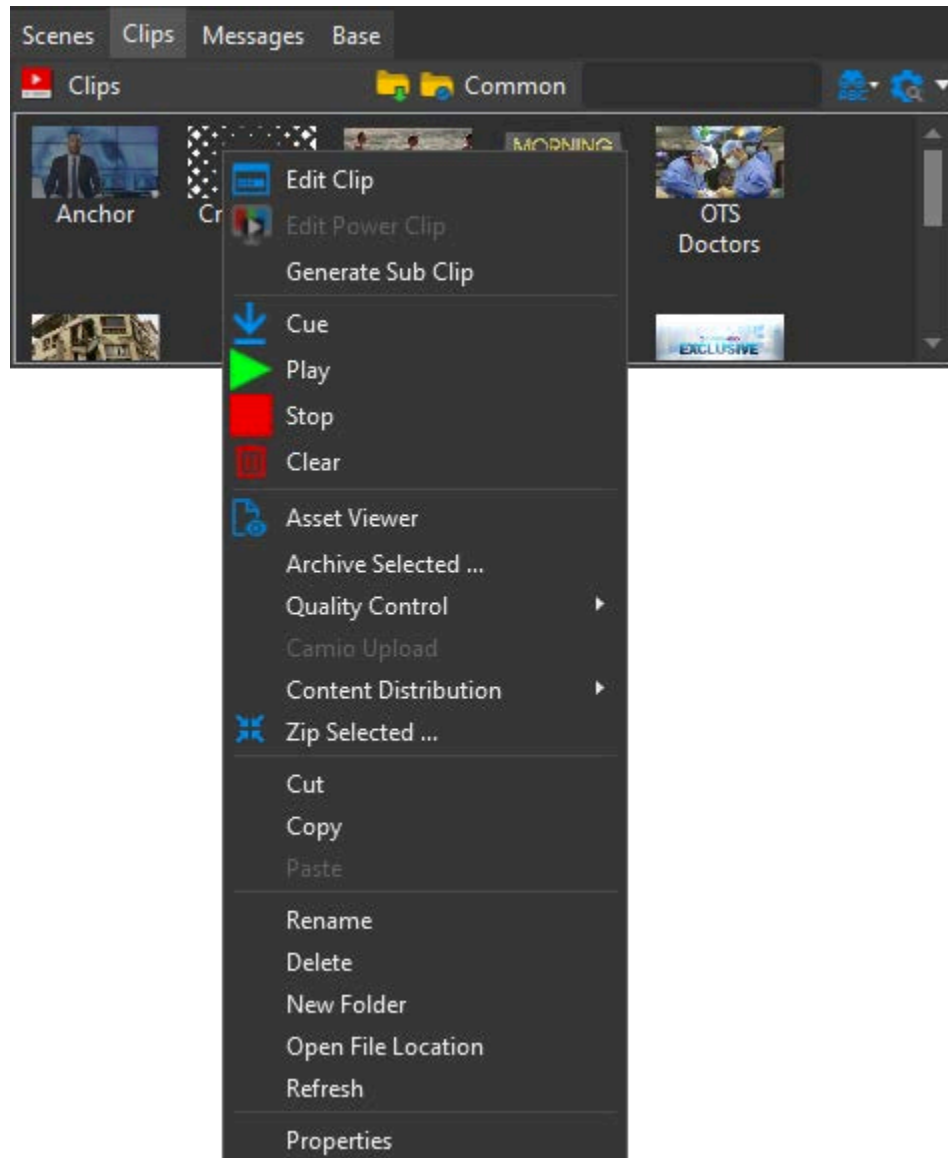 Scenes Clips Messages Base
Clips Common
MORNING
Anchor
OTS
Doctors
EXCLUSIVE
Edit Clip
Edit Power Clip
Generate Sub Clip
Cue
Play
Stop
Clear
Asset Viewer
Archive Selected ...
Quality Control
Camio Upload
Content Distribution
Zip Selected ...
Cut
Copy
Paste
Rename
Delete
New Folder
Open File Location
Refresh
Properties